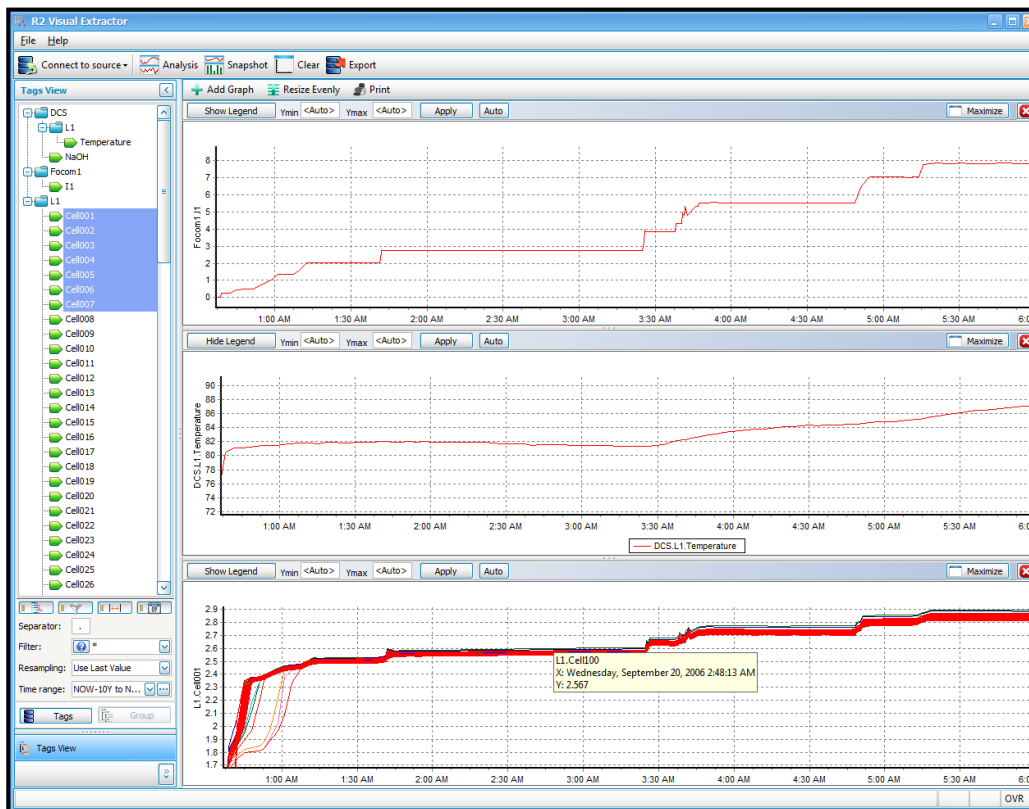 R2 Visual Extractor
File Help
Connect to source Analysis Snapshot Clear Export
Tags View
Add Graph Resize Evenly Print
DCS
L1
Temperature
NaOH
Focom1
I1
L1
Cell001
Cell002
Cell003
Cell004
Cell005
Cell006
Cell007
Cell008
Cell009
Cell010
Cell011
Cell012
Cell013
Cell014
Cell015
Cell016
Cell017
Cell018
Cell019
Cell020
Cell021
Cell022
Cell023
Cell024
Cell025
Cell026
Separator: .
Filter: *
Resampling: Use Last Value
Time range: NOW-10Y to N...
Tags Group
Tags View
Show Legend Ymin <Auto> Ymax <Auto> Apply Auto Maximize
Focom1.I1
8
7
6
5
4
3
2
1
0
1:00 AM 1:30 AM 2:00 AM 2:30 AM 3:00 AM 3:30 AM 4:00 AM 4:30 AM 5:00 AM 5:30 AM 6:0
Hide Legend Ymin <Auto> Ymax <Auto> Apply Auto Maximize
DCS.L1.Temperature
90
88
86
84
82
80
78
76
74
72
1:00 AM 1:30 AM 2:00 AM 2:30 AM 3:00 AM 3:30 AM 4:00 AM 4:30 AM 5:00 AM 5:30 AM 6:0
DCS.L1.Temperature
Show Legend Ymin <Auto> Ymax <Auto> Apply Auto Maximize
L1.Cell001
2.9
2.8
2.7
2.6
2.5
2.4
2.3
2.2
2.1
2
1.9
1.8
1.7
L1.Cell100
X: Wednesday, September 20, 2006 2:48:13 AM
Y: 2.567
1:00 AM 1:30 AM 2:00 AM 2:30 AM 3:00 AM 3:30 AM 4:00 AM 4:30 AM 5:00 AM 5:30 AM 6:0
OVR